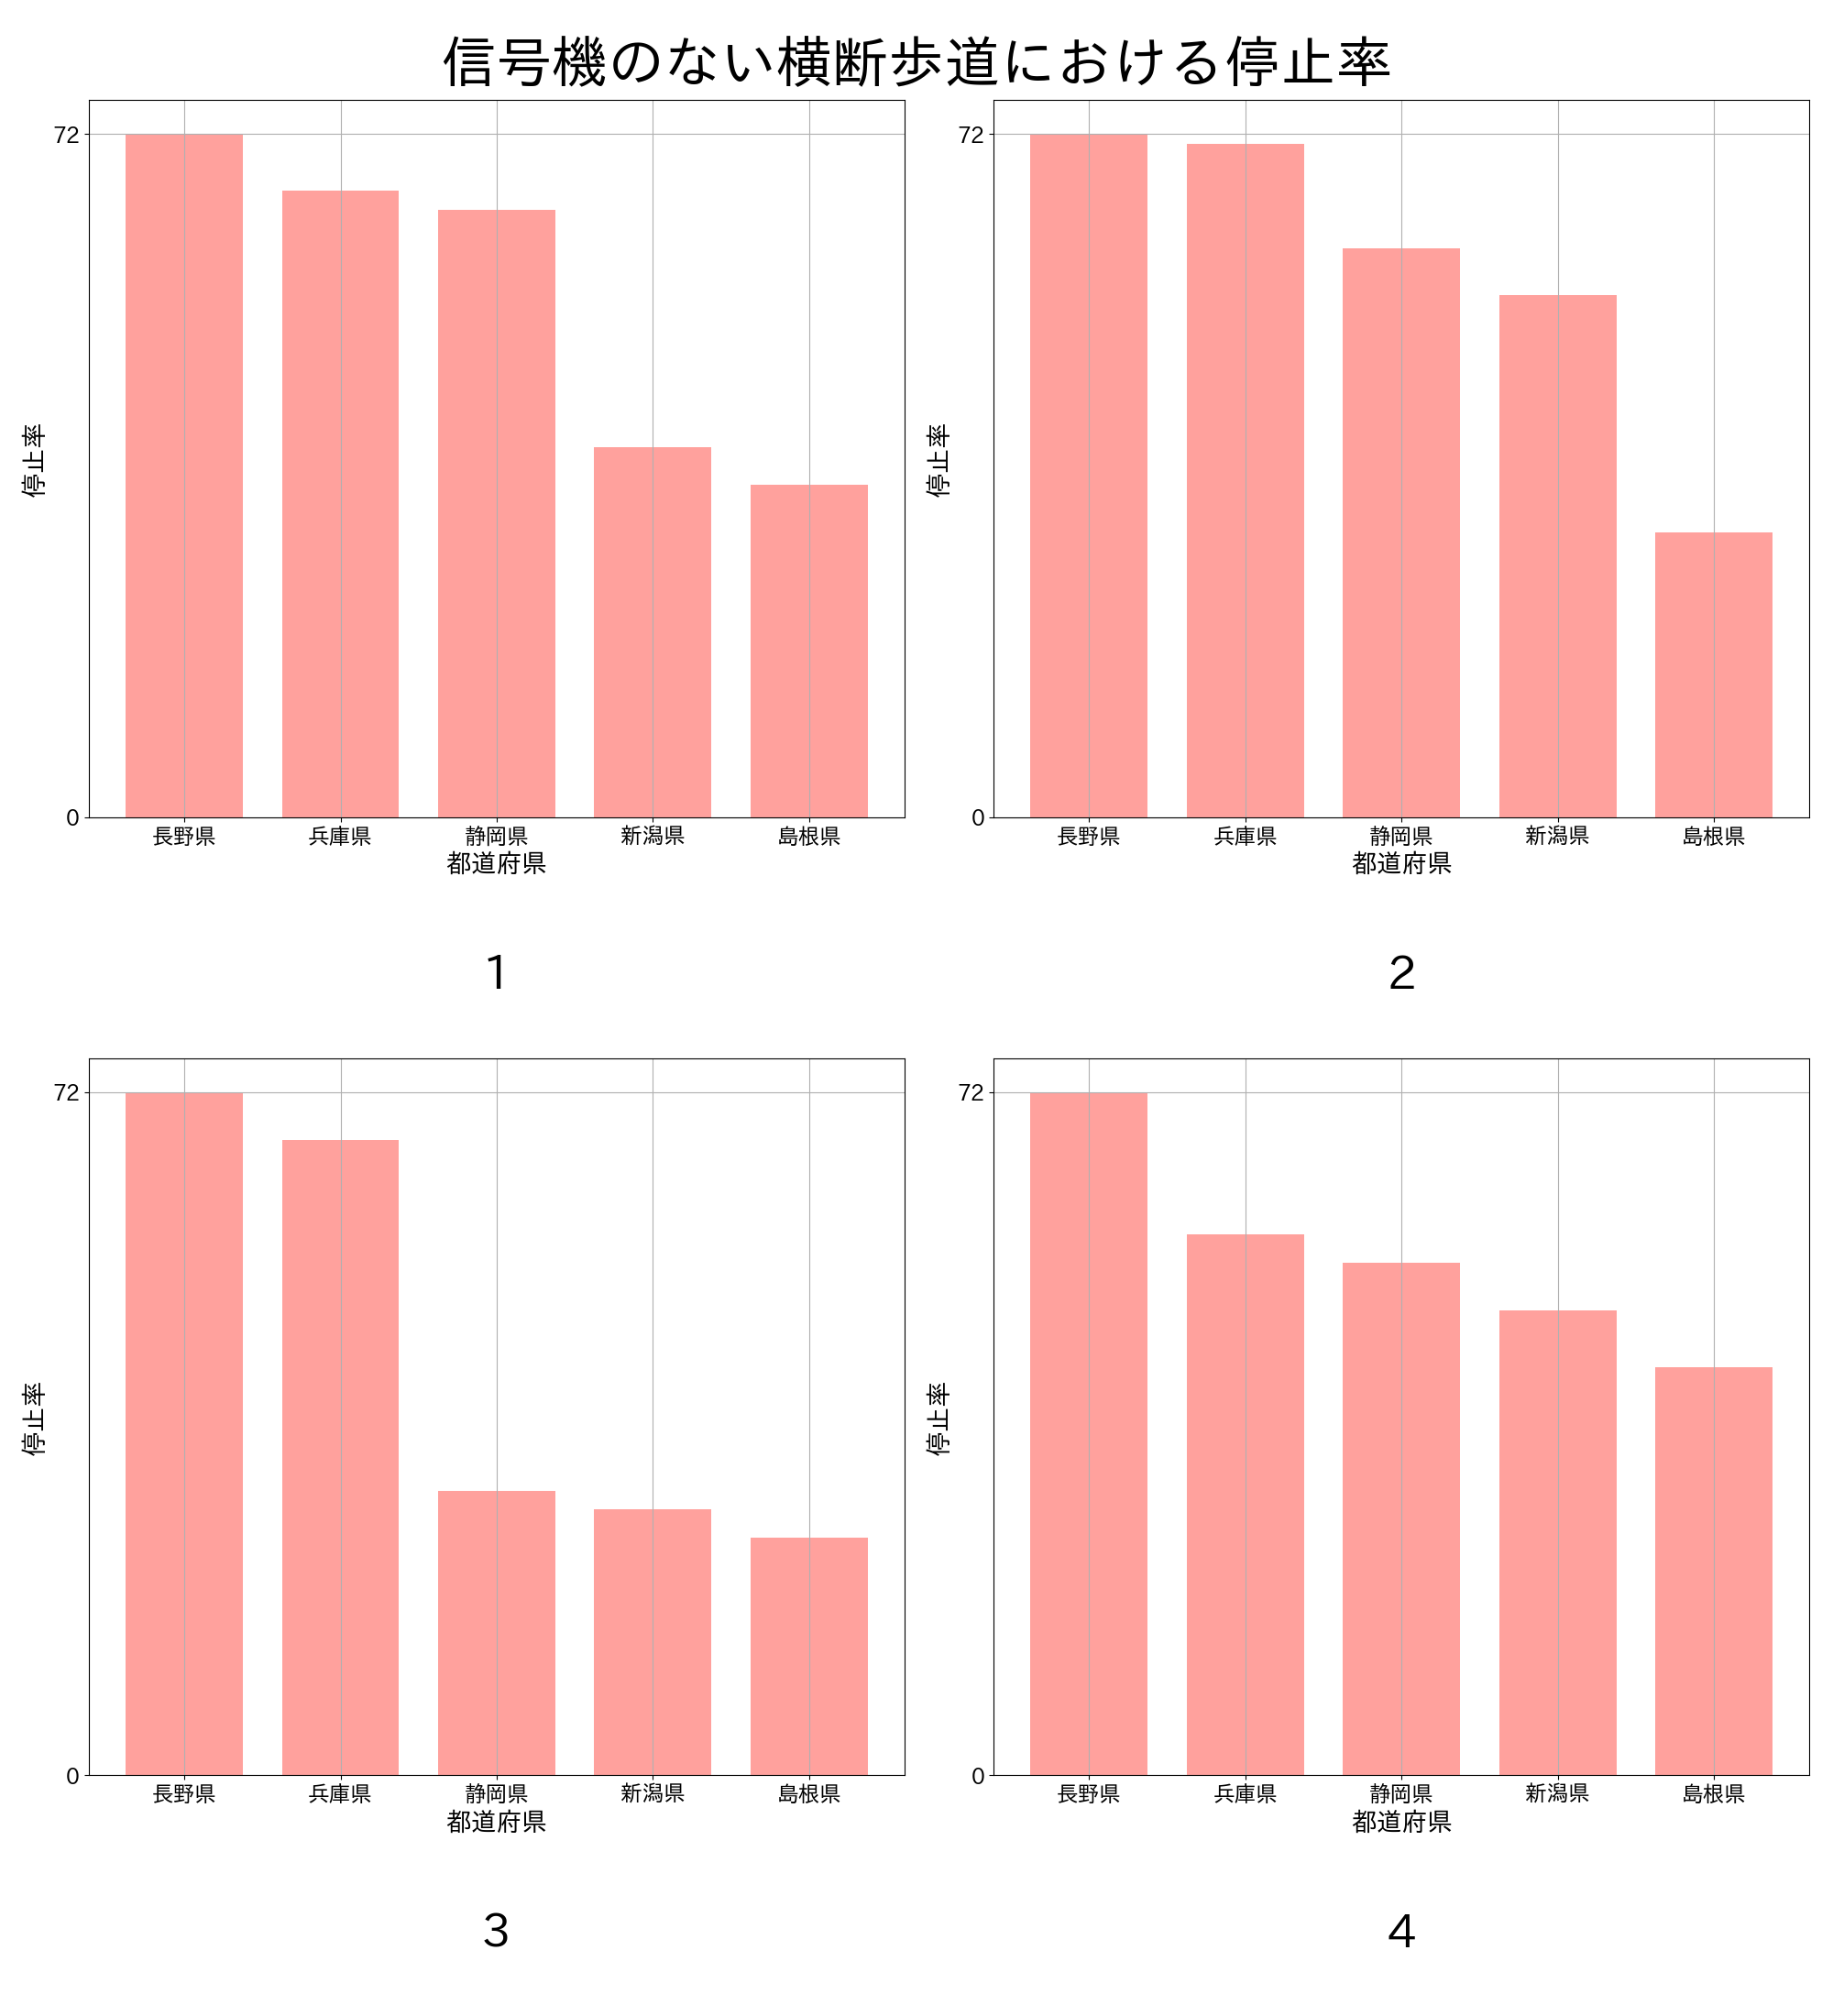 信号機のない横断歩道における停止率
72
0
停止率
長野県 兵庫県 静岡県 新潟県 島根県
都道府県
1
72
0
停止率
長野県 兵庫県 静岡県 新潟県 島根県
都道府県
2
72
0
停止率
長野県 兵庫県 静岡県 新潟県 島根県
都道府県
3
72
0
停止率
長野県 兵庫県 静岡県 新潟県 島根県
都道府県
4